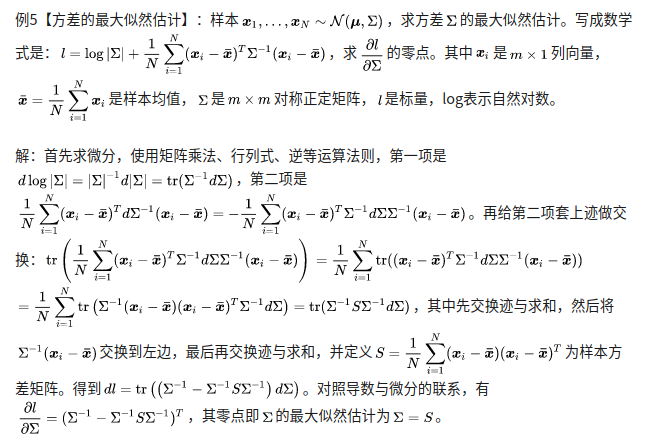 例5【方差的最大似然估计】：样本 $\boldsymbol{x}_1,\ldots,\boldsymbol{x}_N \sim \mathcal{N}(\boldsymbol{\mu},\Sigma)$ ，求方差 $\Sigma$ 的最大似然估计。写成数学
式是： $l = \log|\Sigma| + \frac{1}{N}\sum_{i=1}^{N}(\boldsymbol{x}_i - \bar{\boldsymbol{x}})^T\Sigma^{-1}(\boldsymbol{x}_i - \bar{\boldsymbol{x}})$ ，求 $\frac{\partial l}{\partial \Sigma}$ 的零点。其中 $\boldsymbol{x}_i$ 是 $m \times 1$ 列向量，
$\bar{\boldsymbol{x}} = \frac{1}{N}\sum_{i=1}^{N}\boldsymbol{x}_i$ 是样本均值， $\Sigma$ 是 $m \times m$ 对称正定矩阵， $l$ 是标量，log表示自然对数。
解：首先求微分，使用矩阵乘法、行列式、逆等运算法则，第一项是
$d\log|\Sigma| = |\Sigma|^{-1}d|\Sigma| = \text{tr}(\Sigma^{-1}d\Sigma)$ ，第二项是
$\frac{1}{N}\sum_{i=1}^{N}(\boldsymbol{x}_i - \bar{\boldsymbol{x}})^T d\Sigma^{-1}(\boldsymbol{x}_i - \bar{\boldsymbol{x}}) = -\frac{1}{N}\sum_{i=1}^{N}(\boldsymbol{x}_i - \bar{\boldsymbol{x}})^T\Sigma^{-1}d\Sigma\Sigma^{-1}(\boldsymbol{x}_i - \bar{\boldsymbol{x}})$ 。再给第二项套上迹做交
换： $\text{tr}\left(\frac{1}{N}\sum_{i=1}^{N}(\boldsymbol{x}_i - \bar{\boldsymbol{x}})^T\Sigma^{-1}d\Sigma\Sigma^{-1}(\boldsymbol{x}_i - \bar{\boldsymbol{x}})\right) = \frac{1}{N}\sum_{i=1}^{N}\text{tr}((\boldsymbol{x}_i - \bar{\boldsymbol{x}})^T\Sigma^{-1}d\Sigma\Sigma^{-1}(\boldsymbol{x}_i - \bar{\boldsymbol{x}}))$
$= \frac{1}{N}\sum_{i=1}^{N}\text{tr}\left(\Sigma^{-1}(\boldsymbol{x}_i - \bar{\boldsymbol{x}})(\boldsymbol{x}_i - \bar{\boldsymbol{x}})^T\Sigma^{-1}d\Sigma\right) = \text{tr}(\Sigma^{-1}S\Sigma^{-1}d\Sigma)$ ，其中先交换迹与求和，然后将
$\Sigma^{-1}(\boldsymbol{x}_i - \bar{\boldsymbol{x}})$ 交换到左边，最后再交换迹与求和，并定义 $S = \frac{1}{N}\sum_{i=1}^{N}(\boldsymbol{x}_i - \bar{\boldsymbol{x}})(\boldsymbol{x}_i - \bar{\boldsymbol{x}})^T$ 为样本方
差矩阵。得到 $dl = \text{tr}\left((\Sigma^{-1} - \Sigma^{-1}S\Sigma^{-1})\,d\Sigma\right)$ 。对照导数与微分的联系，有
$\frac{\partial l}{\partial \Sigma} = (\Sigma^{-1} - \Sigma^{-1}S\Sigma^{-1})^T$ ，其零点即 $\Sigma$ 的最大似然估计为 $\Sigma = S$ 。